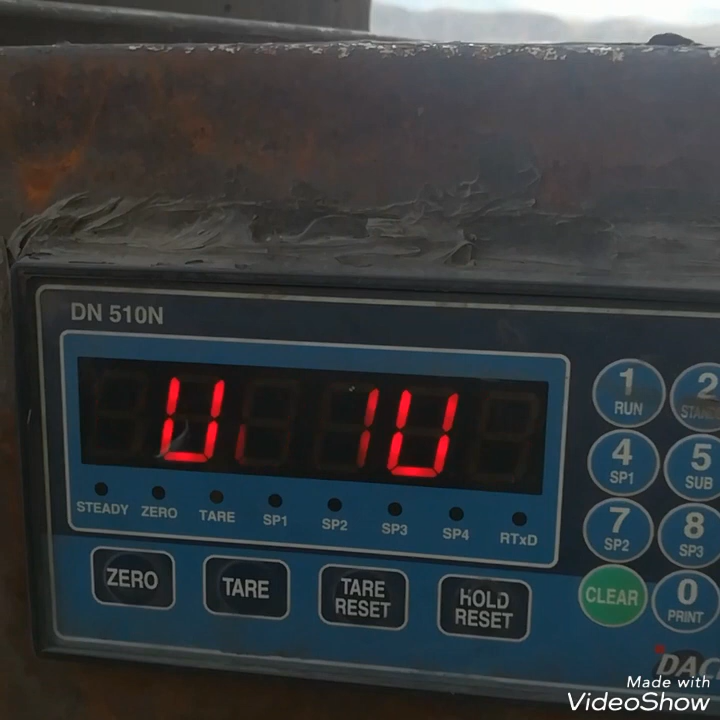 DN 510N
U. 1U
STEADY ZERO TARE SP1 SP2 SP3 SP4 RTxD
ZERO TARE TARE RESET HOLD RESET
1 RUN
2
4 SP1
5 SUB
7 SP2
8 SP3
CLEAR
0 PRINT
Made with
VideoShow